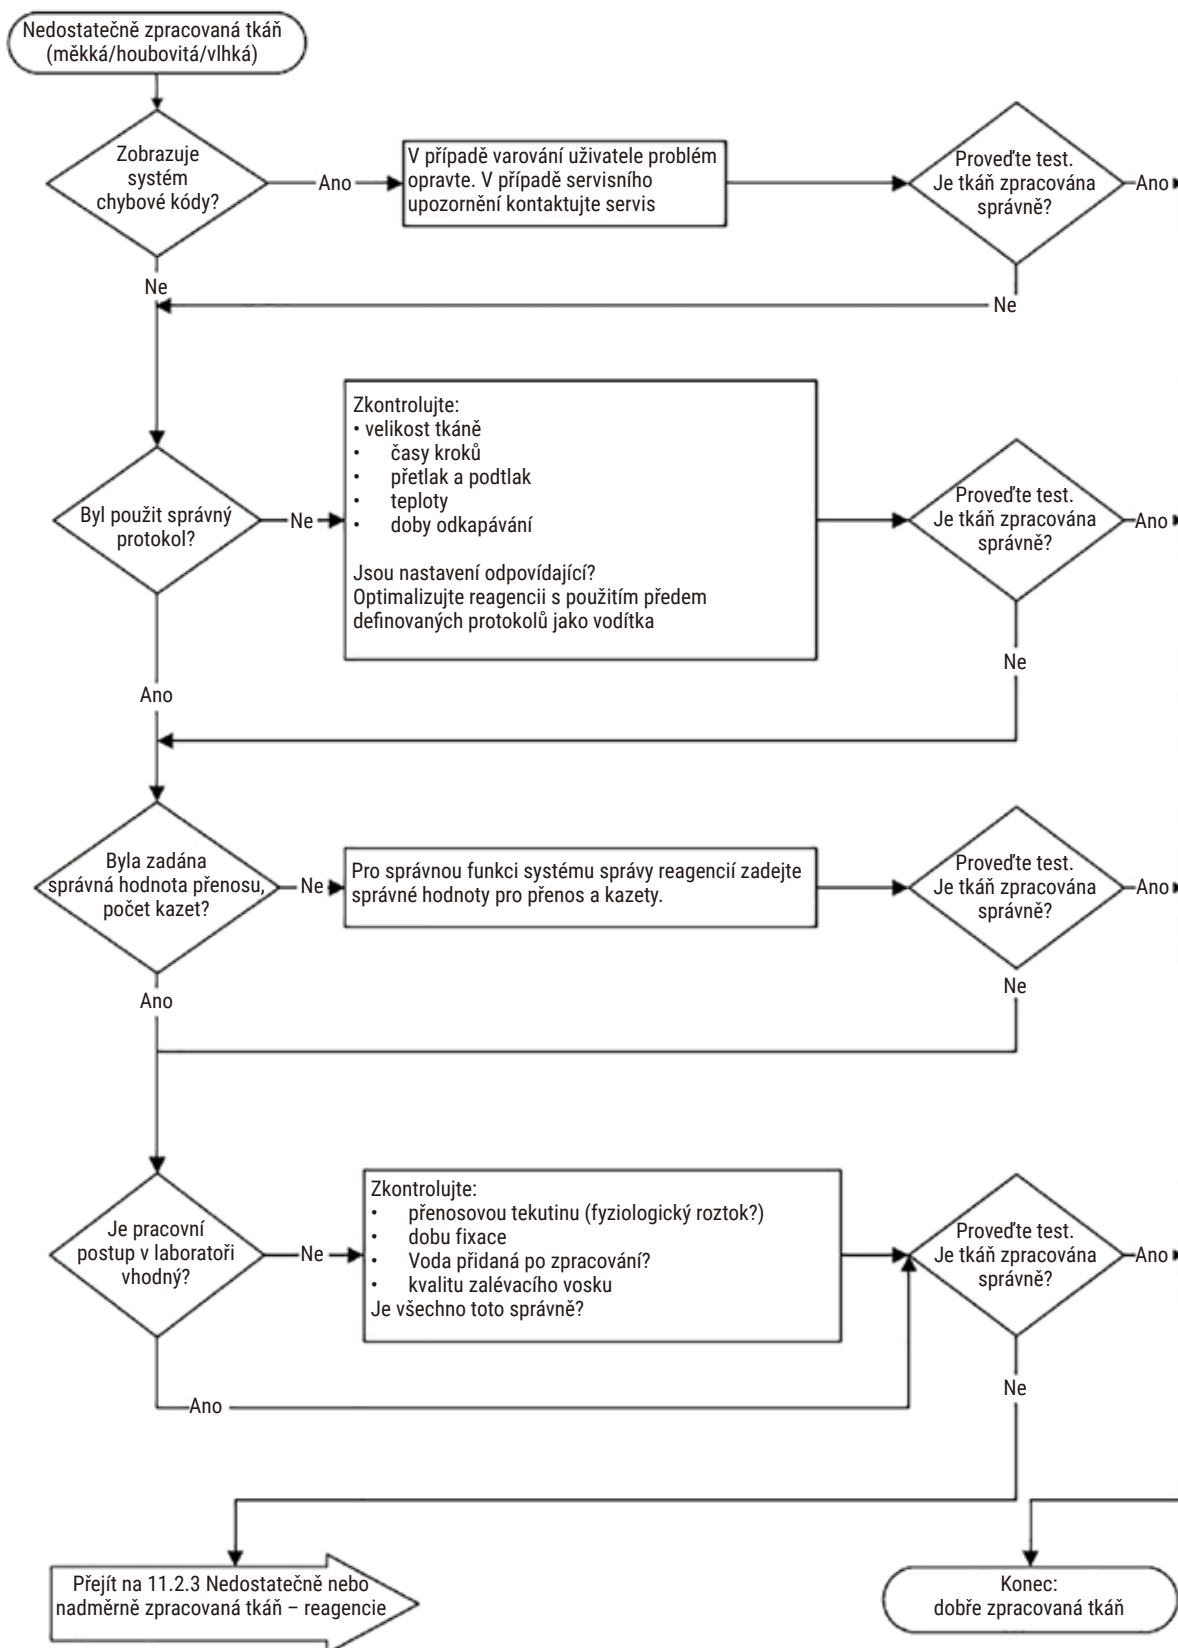 Nedostatečně zpracovaná tkáň
(měkká/houbovitá/vlhká)
Zobrazuje
systém
chybové kódy?
Ano
V případě varování uživatele problém
opravte. V případě servisního
upozornění kontaktujte servis
Proveďte test.
Je tkáň zpracována
správně?
Ano
Ne
Ne
Byl použit správný
protokol?
Ne
Zkontrolujte:
• velikost tkáně
• časy kroků
• přetlak a podtlak
• teploty
• doby odkapávání
Jsou nastavení odpovídající?
Optimalizujte reagencii s použitím předem
definovaných protokolů jako vodítka
Proveďte test.
Je tkáň zpracována
správně?
Ano
Ne
Ano
Byla zadána
správná hodnota přenosu,
počet kazet?
Ne
Pro správnou funkci systému správy reagencií zadejte
správné hodnoty pro přenos a kazety.
Proveďte test.
Je tkáň zpracována
správně?
Ano
Ne
Ano
Je pracovní
postup v laboratoři
vhodný?
Ne
Zkontrolujte:
• přenosovou tekutinu (fyziologický roztok?)
• dobu fixace
• Voda přidaná po zpracování?
• kvalitu zalévacího vosku
Je všechno toto správně?
Proveďte test.
Je tkáň zpracována
správně?
Ano
Ne
Ano
Přejít na 11.2.3 Nedostatečně nebo
nadměrně zpracovaná tkáň – reagencie
Konec:
dobře zpracovaná tkáň